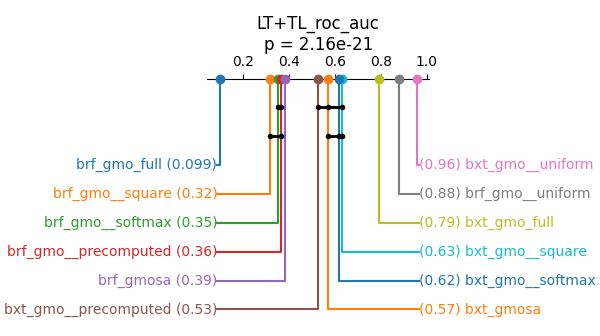 LT+TL_roc_auc
p = 2.16e-21
0.2 0.4 0.6 0.8 1.0
brf_gmo_full (0.099) (0.96) bxt_gmo__uniform
brf_gmo__square (0.32) (0.88) brf_gmo__uniform
brf_gmo__softmax (0.35) (0.79) bxt_gmo_full
brf_gmo__precomputed (0.36) (0.63) bxt_gmo__square
brf_gmosa (0.39) (0.62) bxt_gmo__softmax
bxt_gmo__precomputed (0.53) (0.57) bxt_gmosa